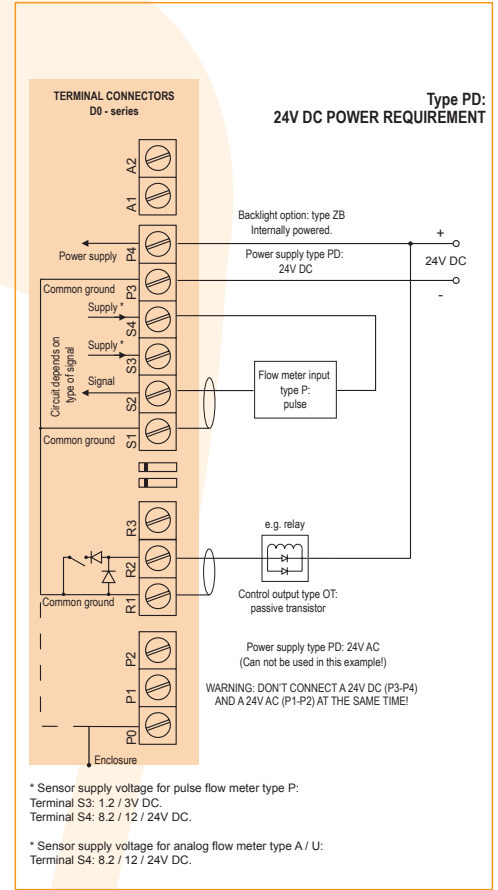 TERMINAL CONNECTORS
D0 - series
Type PD:
24V DC POWER REQUIREMENT
A2
A1
Backlight option: type ZB
Internally powered.
+
P4
Power supply
Power supply type PD:
24V DC
24V DC
Common ground
P3
-
Supply *
S4
Circuit depends on
type of signal
Supply *
S3
Flow meter input
type P:
pulse
Signal
S2
Common ground
S1
R3
e.g. relay
R2
Control output type OT:
passive transistor
Common ground
R1
P2
Power supply type PD: 24V AC
(Can not be used in this example!)
P1
WARNING: DON'T CONNECT A 24V DC (P3-P4)
AND A 24V AC (P1-P2) AT THE SAME TIME!
P0
Enclosure
* Sensor supply voltage for pulse flow meter type P:
Terminal S3: 1.2 / 3V DC.
Terminal S4: 8.2 / 12 / 24V DC.
* Sensor supply voltage for analog flow meter type A / U:
Terminal S4: 8.2 / 12 / 24V DC.